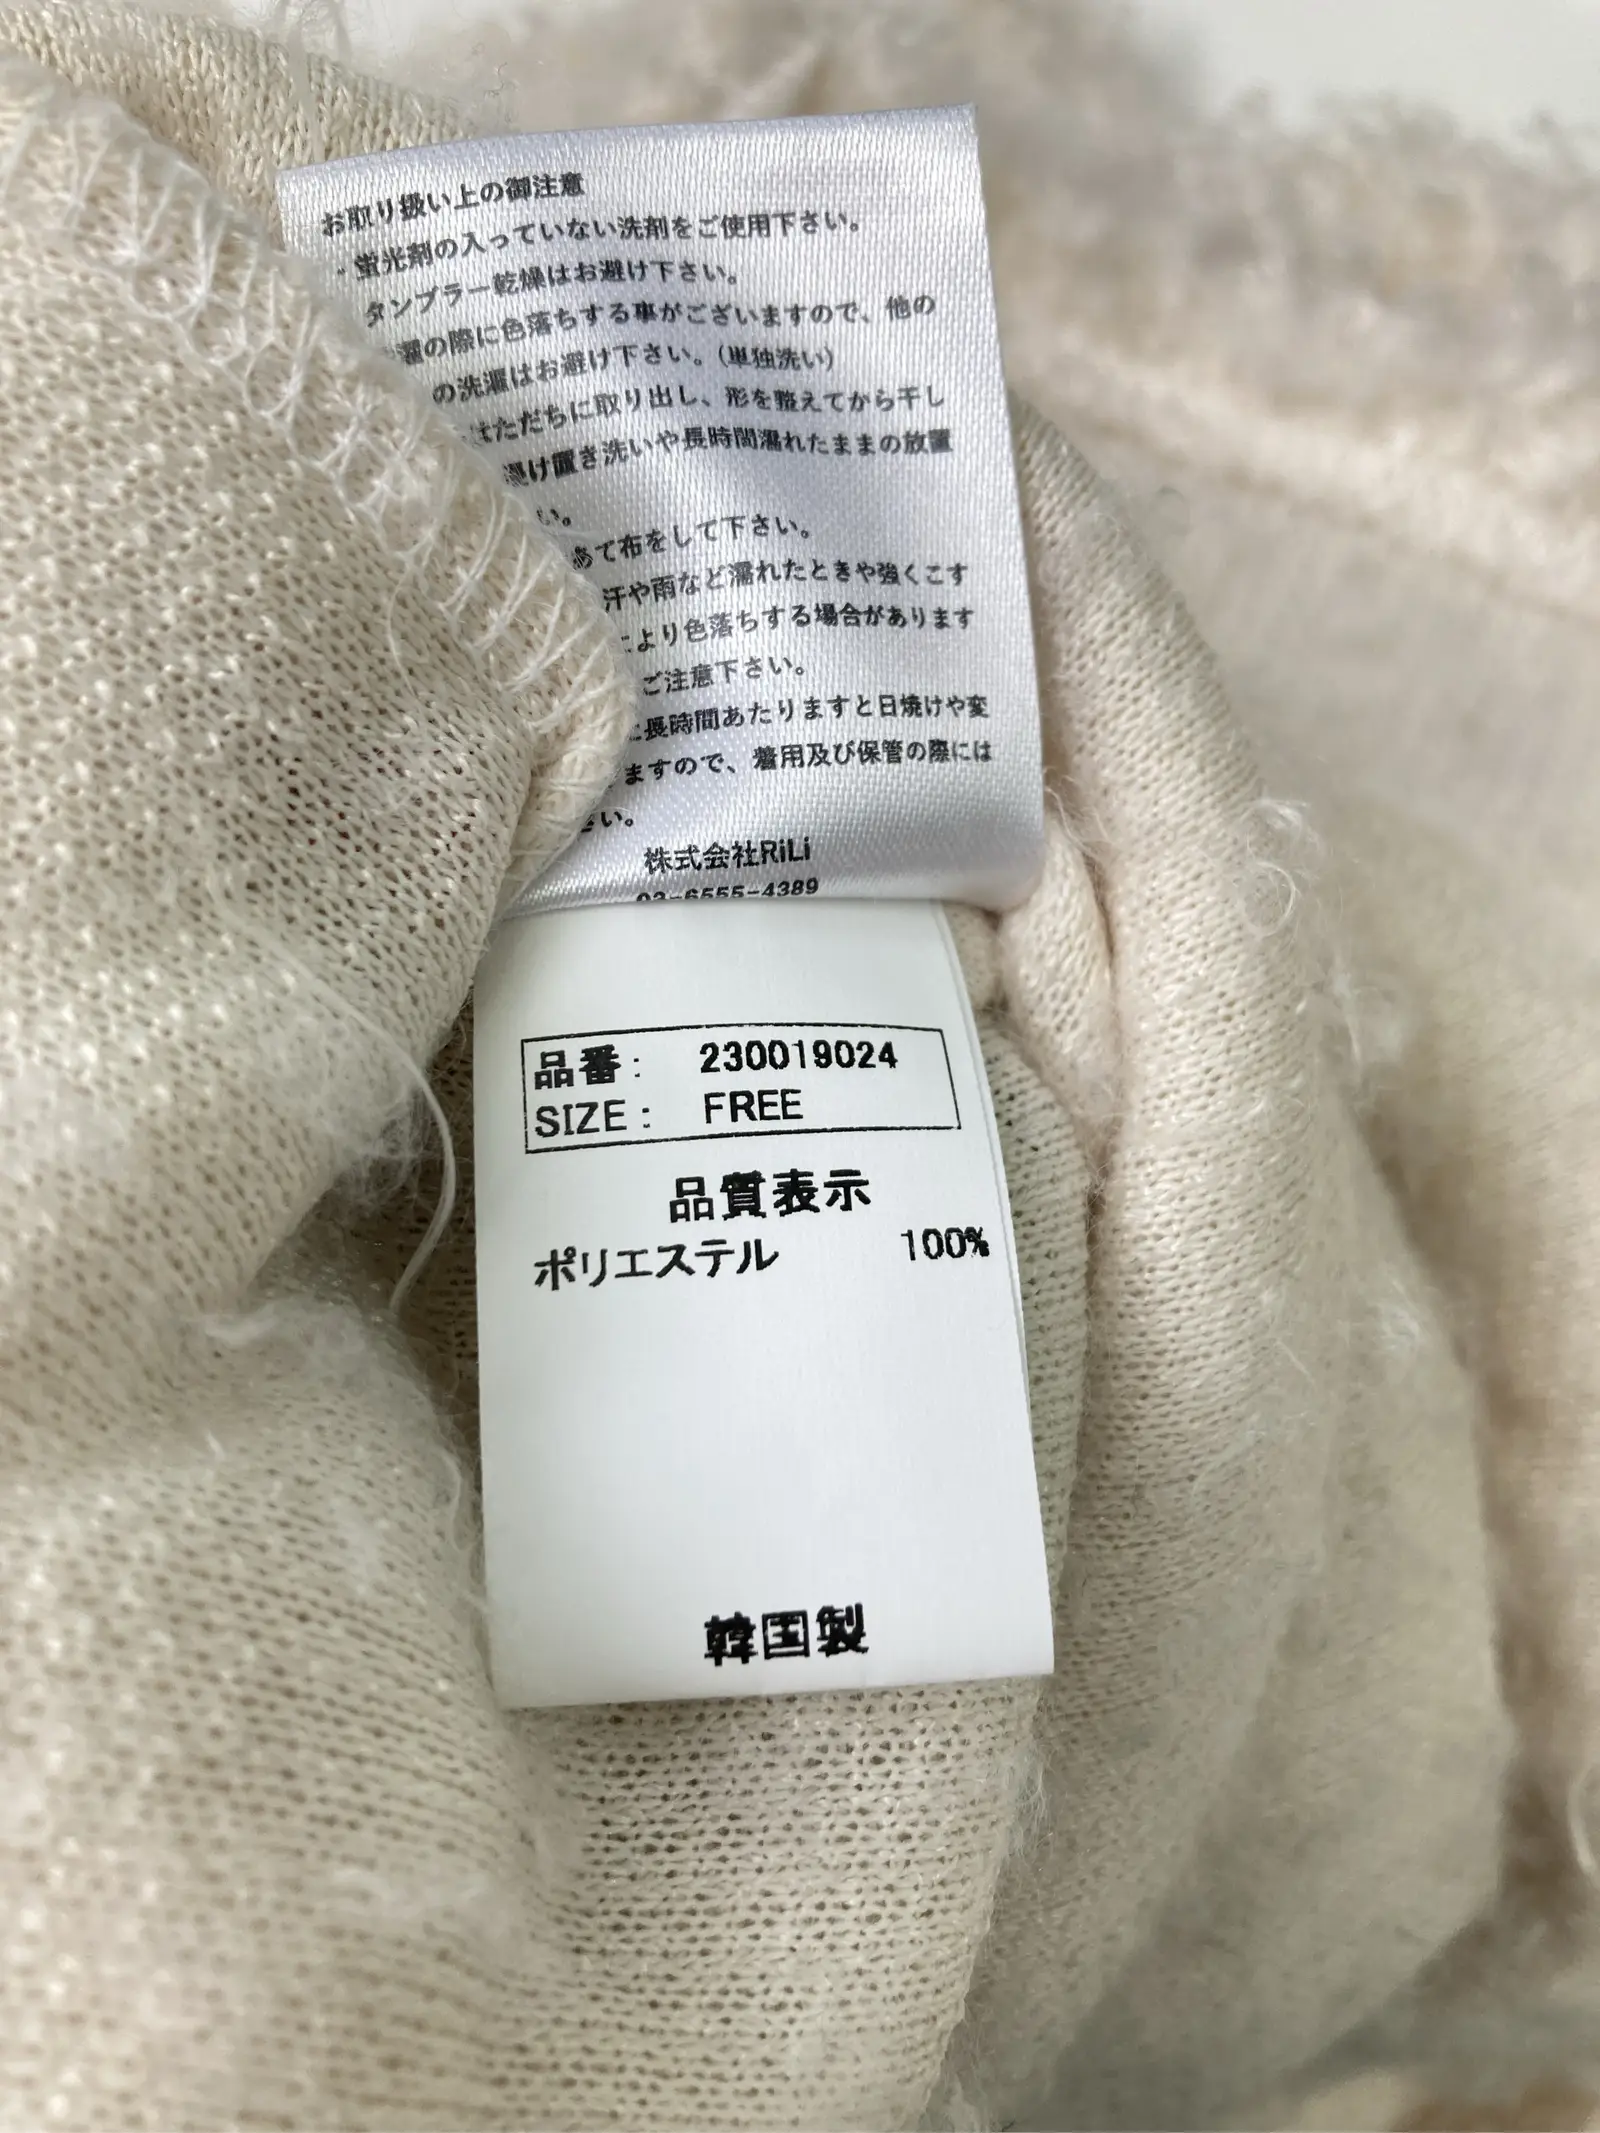 お取り扱い上の御注意
・蛍光剤の入っていない洗剤をご使用下さい。
タンブラー乾燥はお避け下さい。
濯の際に色落ちする事がございますので、他の
の洗濯はお避け下さい。(単独洗い)
はただちに取り出し、形を整えてから干し
け置き洗いや長時間濡れたままの放置
い。
あて布をして下さい。
汗や雨など濡れたときや強くこす
により色落ちする場合があります
ご注意下さい。
に長時間あたりますと日焼けや変
ますので、着用及び保管の際には
さい。
株式会社RiLi
03-6555-4389
品番: 230019024
SIZE: FREE
品質表示
ポリエステル 100%
韓国製